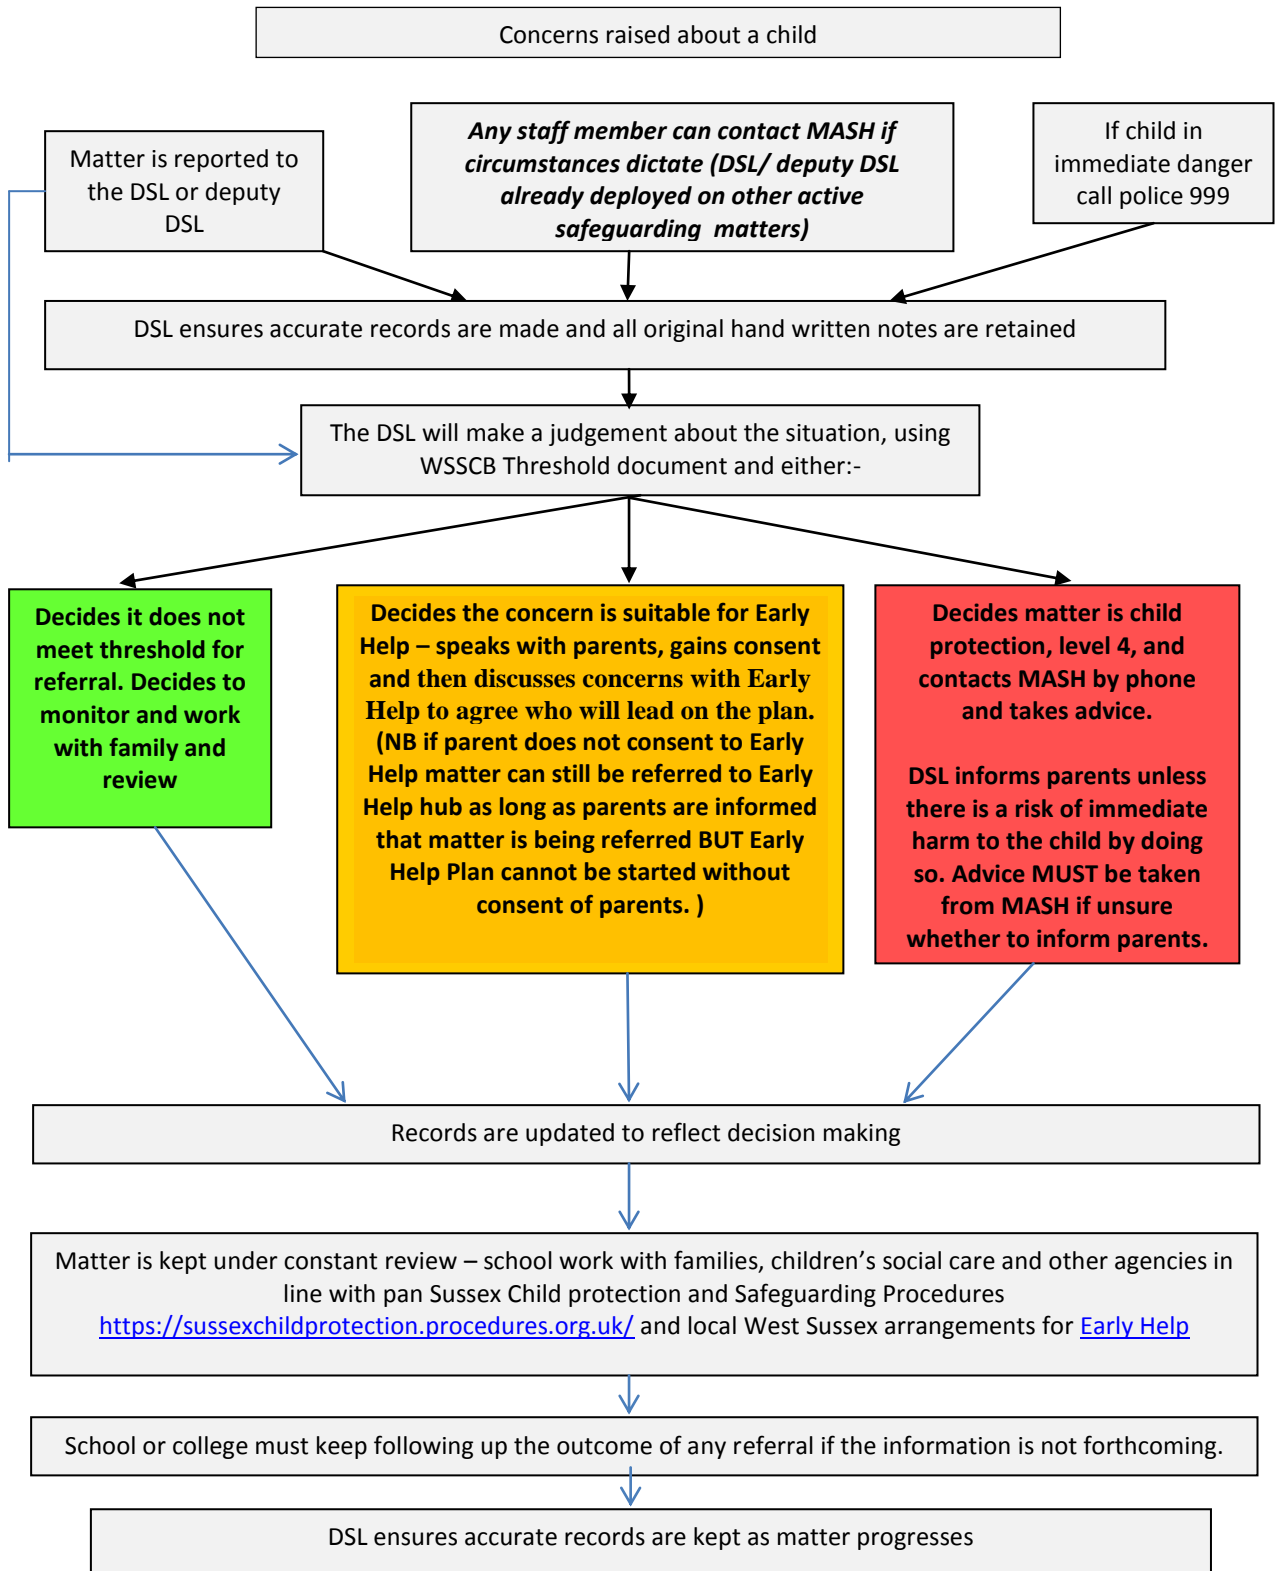 Concerns raised about a child
Matter is reported to
the DSL or deputy
DSL
Any staff member can contact MASH if
circumstances dictate (DSL/ deputy DSL
already deployed on other active
safeguarding  matters)
If child in
immediate danger
call police 999
DSL ensures accurate records are made and all original hand written notes are retained
The DSL will make a judgement about the situation, using
WSSCB Threshold document and either:-
Decides it does not
meet threshold for
referral. Decides to
monitor and work
with family and
review
Decides the concern is suitable for Early
Help – speaks with parents, gains consent
and then discusses concerns with Early
Help to agree who will lead on the plan.
(NB if parent does not consent to Early
Help matter can still be referred to Early
Help hub as long as parents are informed
that matter is being referred BUT Early
Help Plan cannot be started without
consent of parents. )
Decides matter is child
protection, level 4, and
contacts MASH by phone
and takes advice.
DSL informs parents unless
there is a risk of immediate
harm to the child by doing
so. Advice MUST be taken
from MASH if unsure
whether to inform parents.
Records are updated to reflect decision making
Matter is kept under constant review – school work with families, children’s social care and other agencies in
line with pan Sussex Child protection and Safeguarding Procedures
https://sussexchildprotection.procedures.org.uk/ and local West Sussex arrangements for Early Help
School or college must keep following up the outcome of any referral if the information is not forthcoming.
DSL ensures accurate records are kept as matter progresses